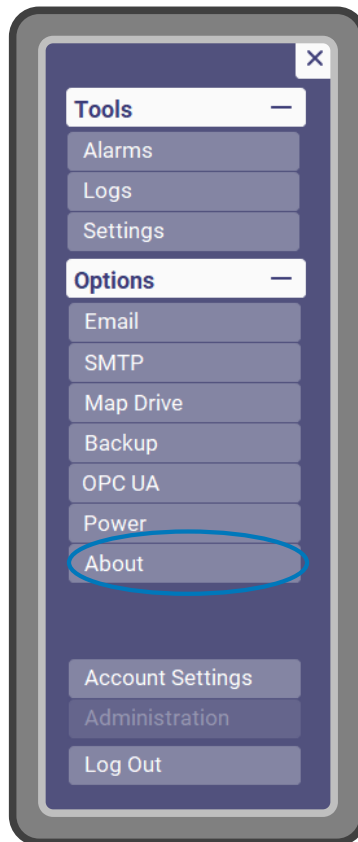 Tools
Alarms
Logs
Settings
Options
Email
SMTP
Map Drive
Backup
OPC UA
Power
About
Account Settings
Administration
Log Out